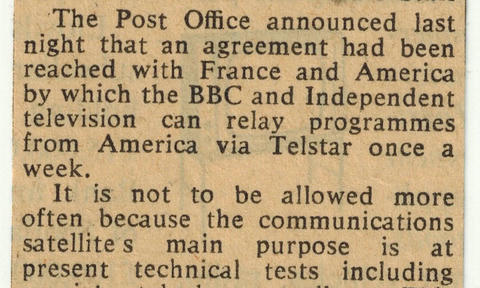 The Post Office announced last
night that an agreement had been
reached with France and America
by which the BBC and Independent
television can relay programmes
from America via Telstar once a
week.
It is not to be allowed more
often because the communications
satellite's main purpose is at
present technical tests including